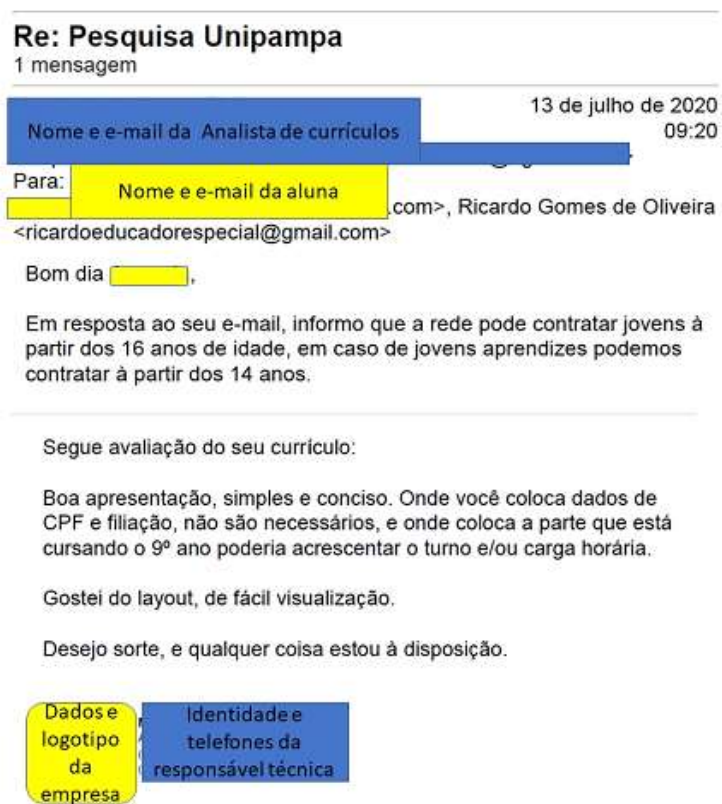 Re: Pesquisa Unipampa
1 mensagem
13 de julho de 2020
Nome e e-mail da Analista de currículos
09:20
Para:
Nome e e-mail da aluna
.com>, Ricardo Gomes de Oliveira
<ricardoeducadorespecial@gmail.com>
Bom dia ,
Em resposta ao seu e-mail, informo que a rede pode contratar jovens à
partir dos 16 anos de idade, em caso de jovens aprendizes podemos
contratar à partir dos 14 anos.
Segue avaliação do seu currículo:
Boa apresentação, simples e conciso. Onde você coloca dados de
CPF e filiação, não são necessários, e onde coloca a parte que está
cursando o 9º ano poderia acrescentar o turno e/ou carga horária.
Gostei do layout, de fácil visualização.
Desejo sorte, e qualquer coisa estou à disposição.
Dados e
logotipo
da
empresa
Identidade e
telefones da
responsável técnica